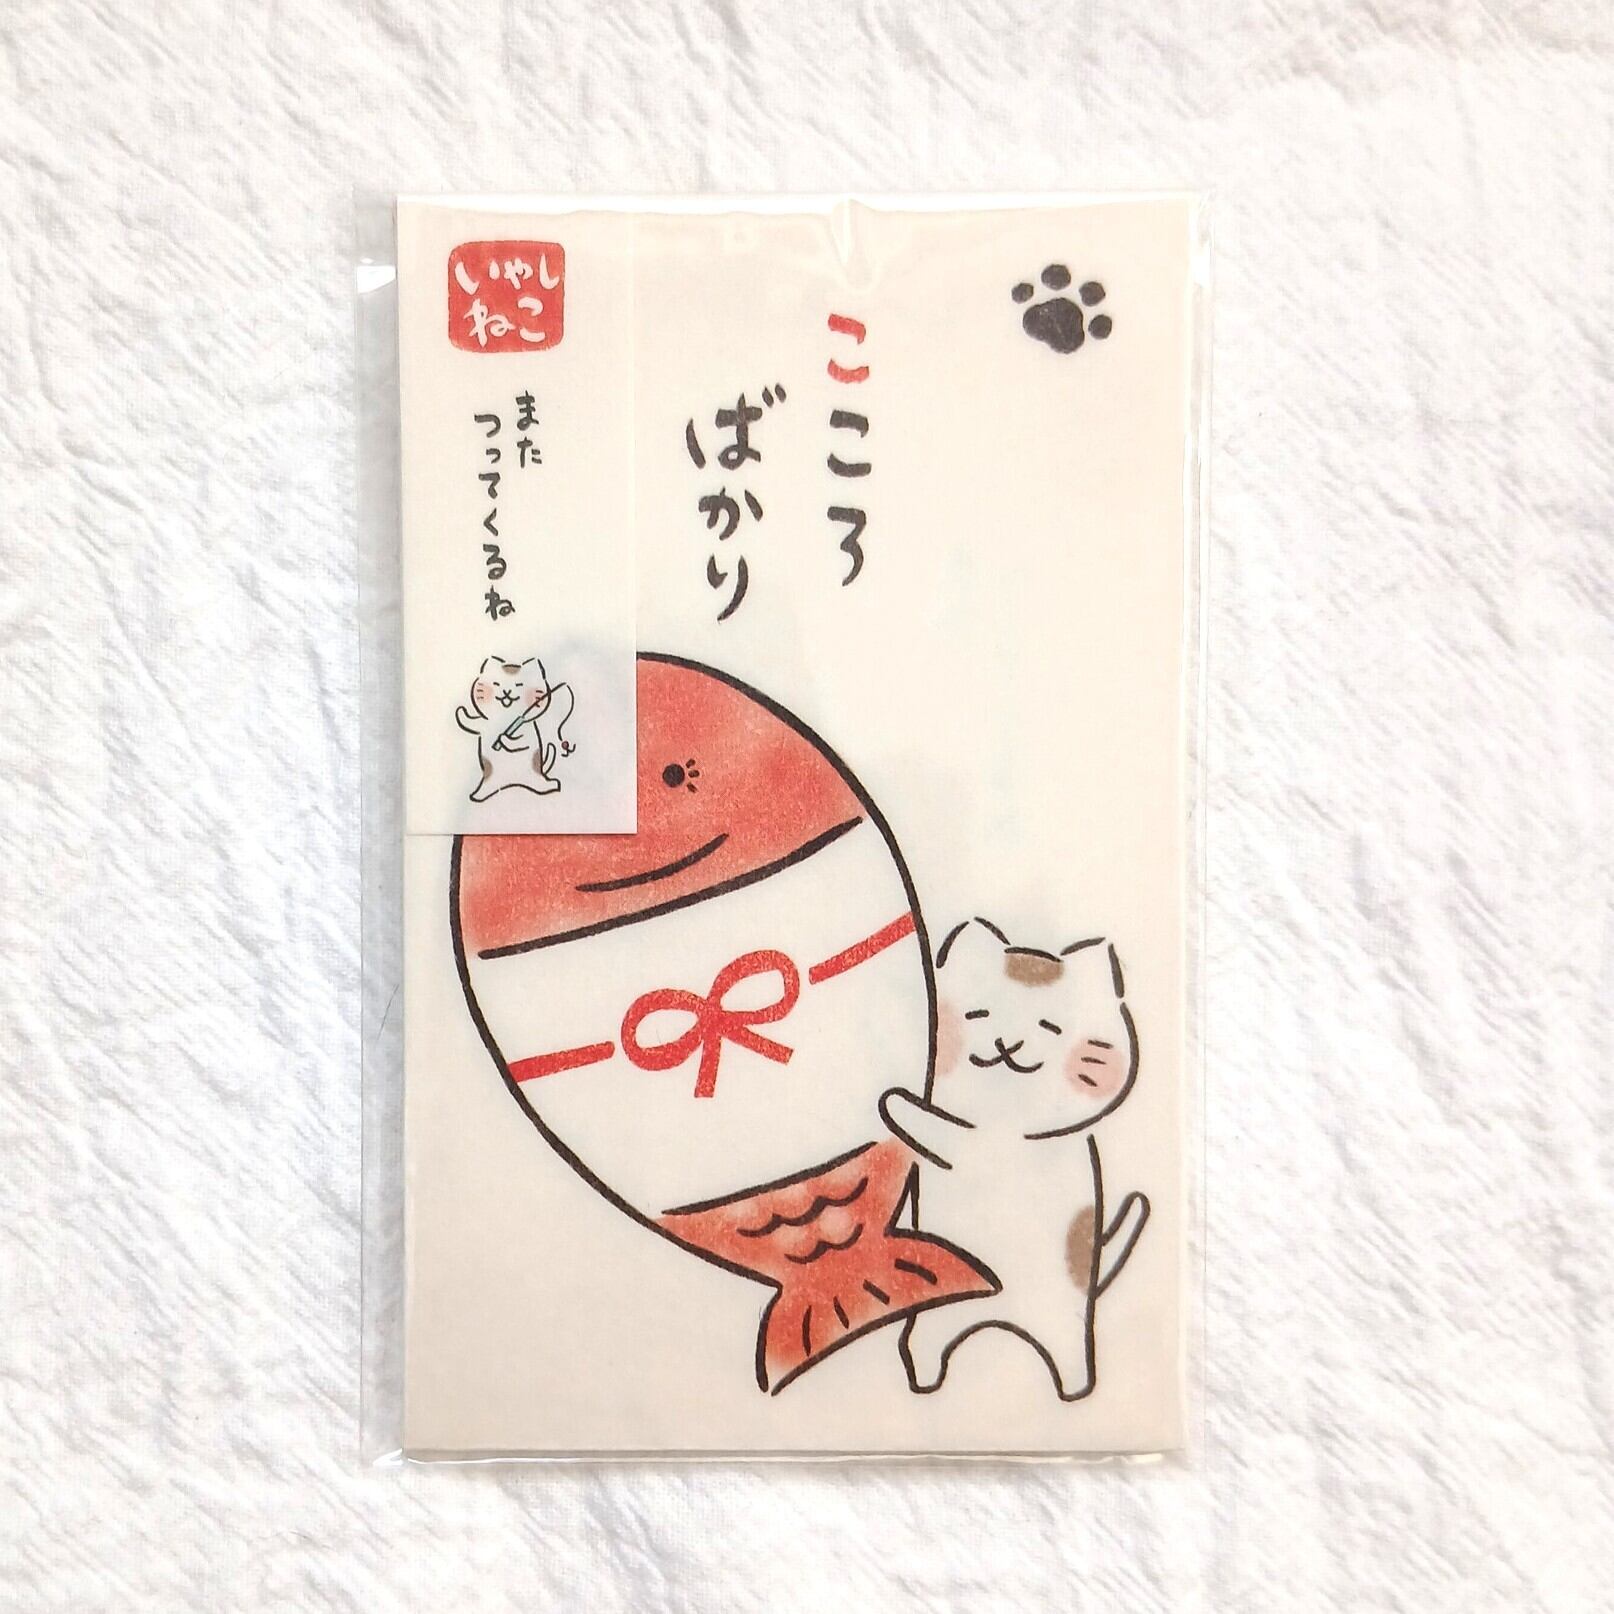 いやし
ねこ
また
つってくるね
こころ
ばかり